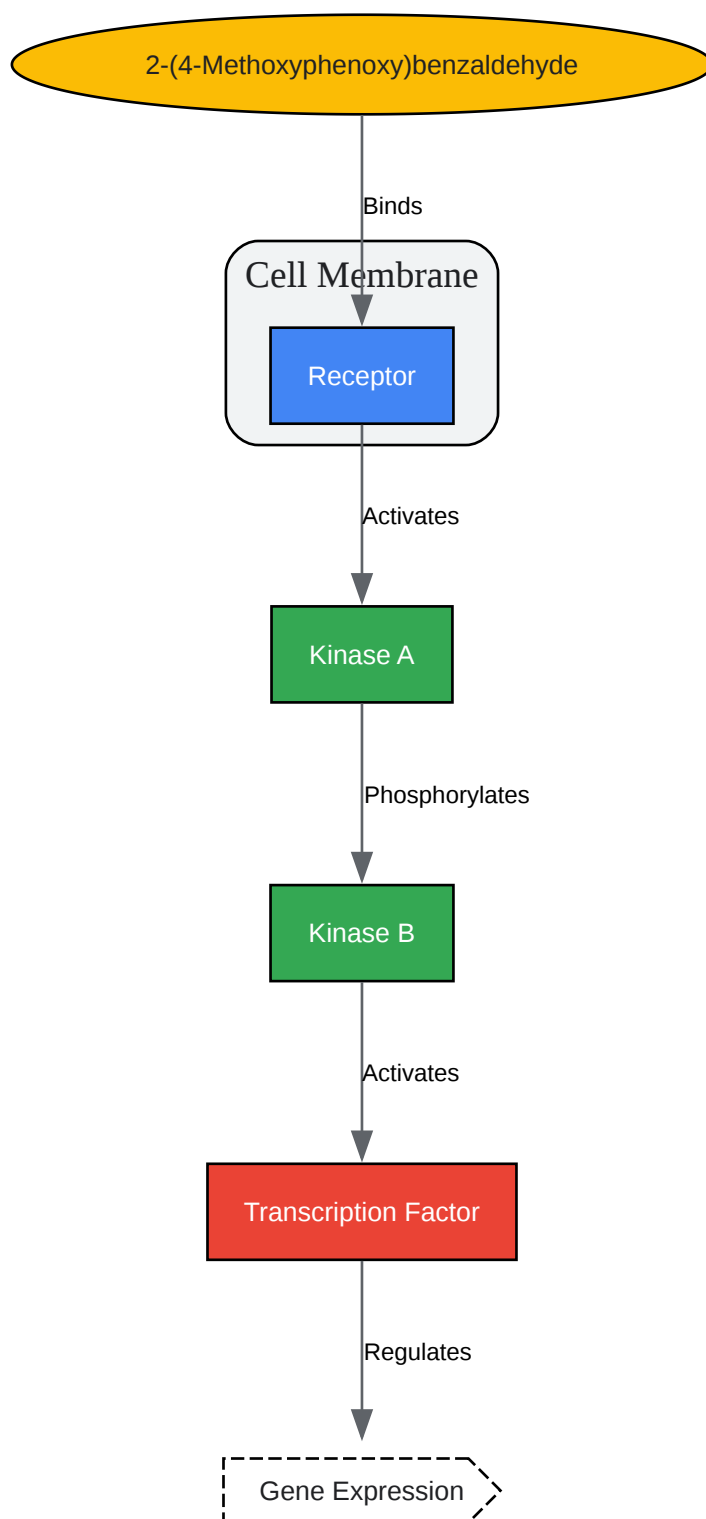 2-(4-Methoxyphenoxy)benzaldehyde
Binds
Cell Membrane
Receptor
Activates
Kinase A
Phosphorylates
Kinase B
Activates
Transcription Factor
Regulates
Gene Expression